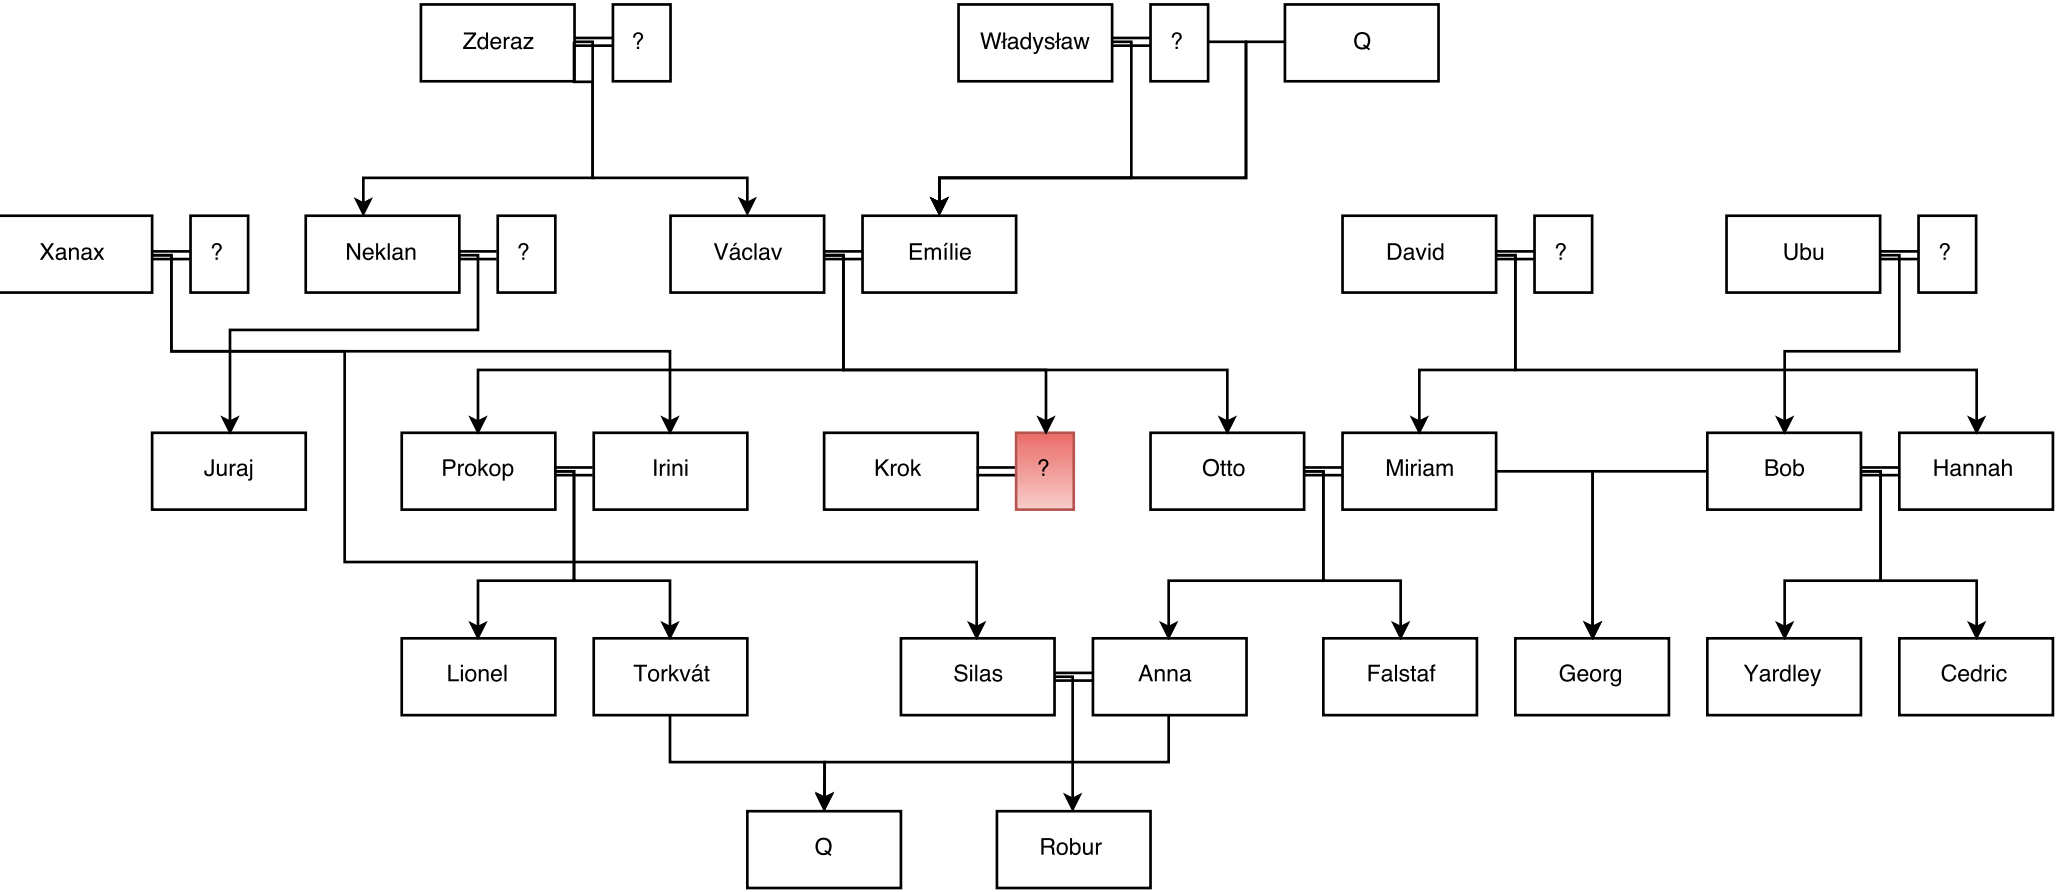 Zderaz
?
Władysław
?
Q
Xanax
?
Neklan
?
Václav
Emílie
David
?
Ubu
?
Juraj
Prokop
Irini
Krok
?
Otto
Miriam
Bob
Hannah
Lionel
Torkvát
Silas
Anna
Falstaf
Georg
Yardley
Cedric
Q
Robur